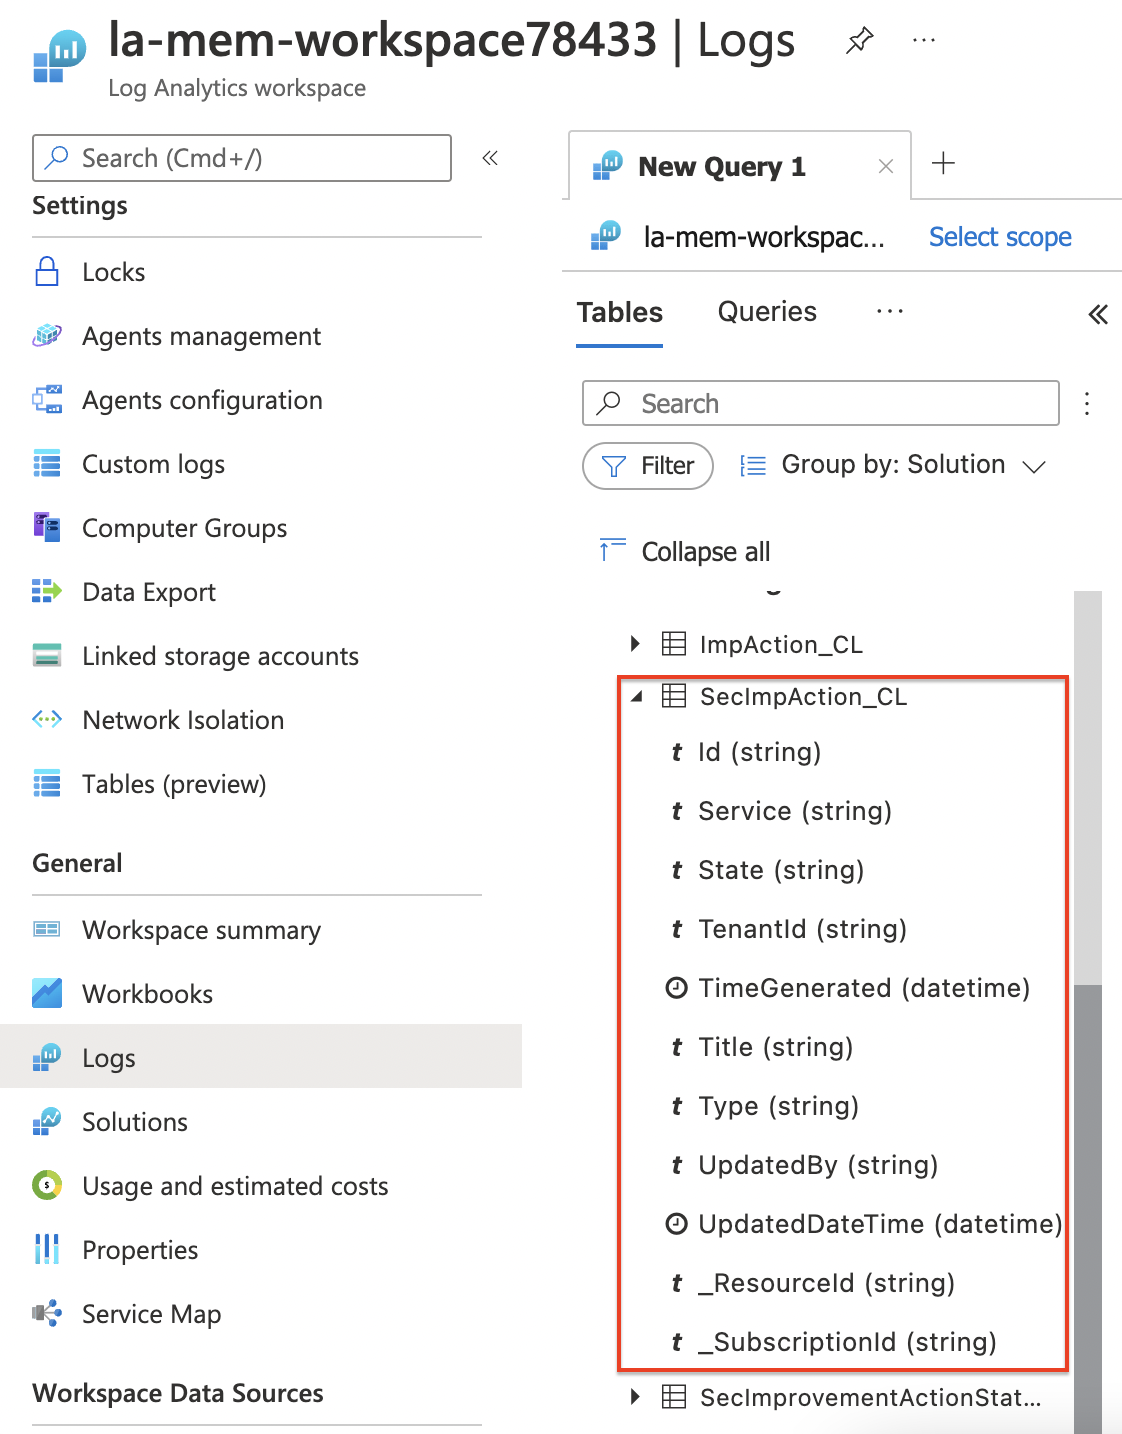 la-mem-workspace78433 | Logs
Log Analytics workspace
Search (Cmd+/)
Settings
Locks
Agents management
Agents configuration
Custom logs
Computer Groups
Data Export
Linked storage accounts
Network Isolation
Tables (preview)
General
Workspace summary
Workbooks
Logs
Solutions
Usage and estimated costs
Properties
Service Map
Workspace Data Sources
New Query 1
la-mem-workspac...
Select scope
Tables
Queries
Search
Filter
Group by: Solution
Collapse all
ImpAction_CL
SecImpAction_CL
t Id (string)
t Service (string)
t State (string)
t TenantId (string)
TimeGenerated (datetime)
t Title (string)
t Type (string)
t UpdatedBy (string)
UpdatedDateTime (datetime)
t _ResourceId (string)
t _SubscriptionId (string)
SecImprovementActionStat...